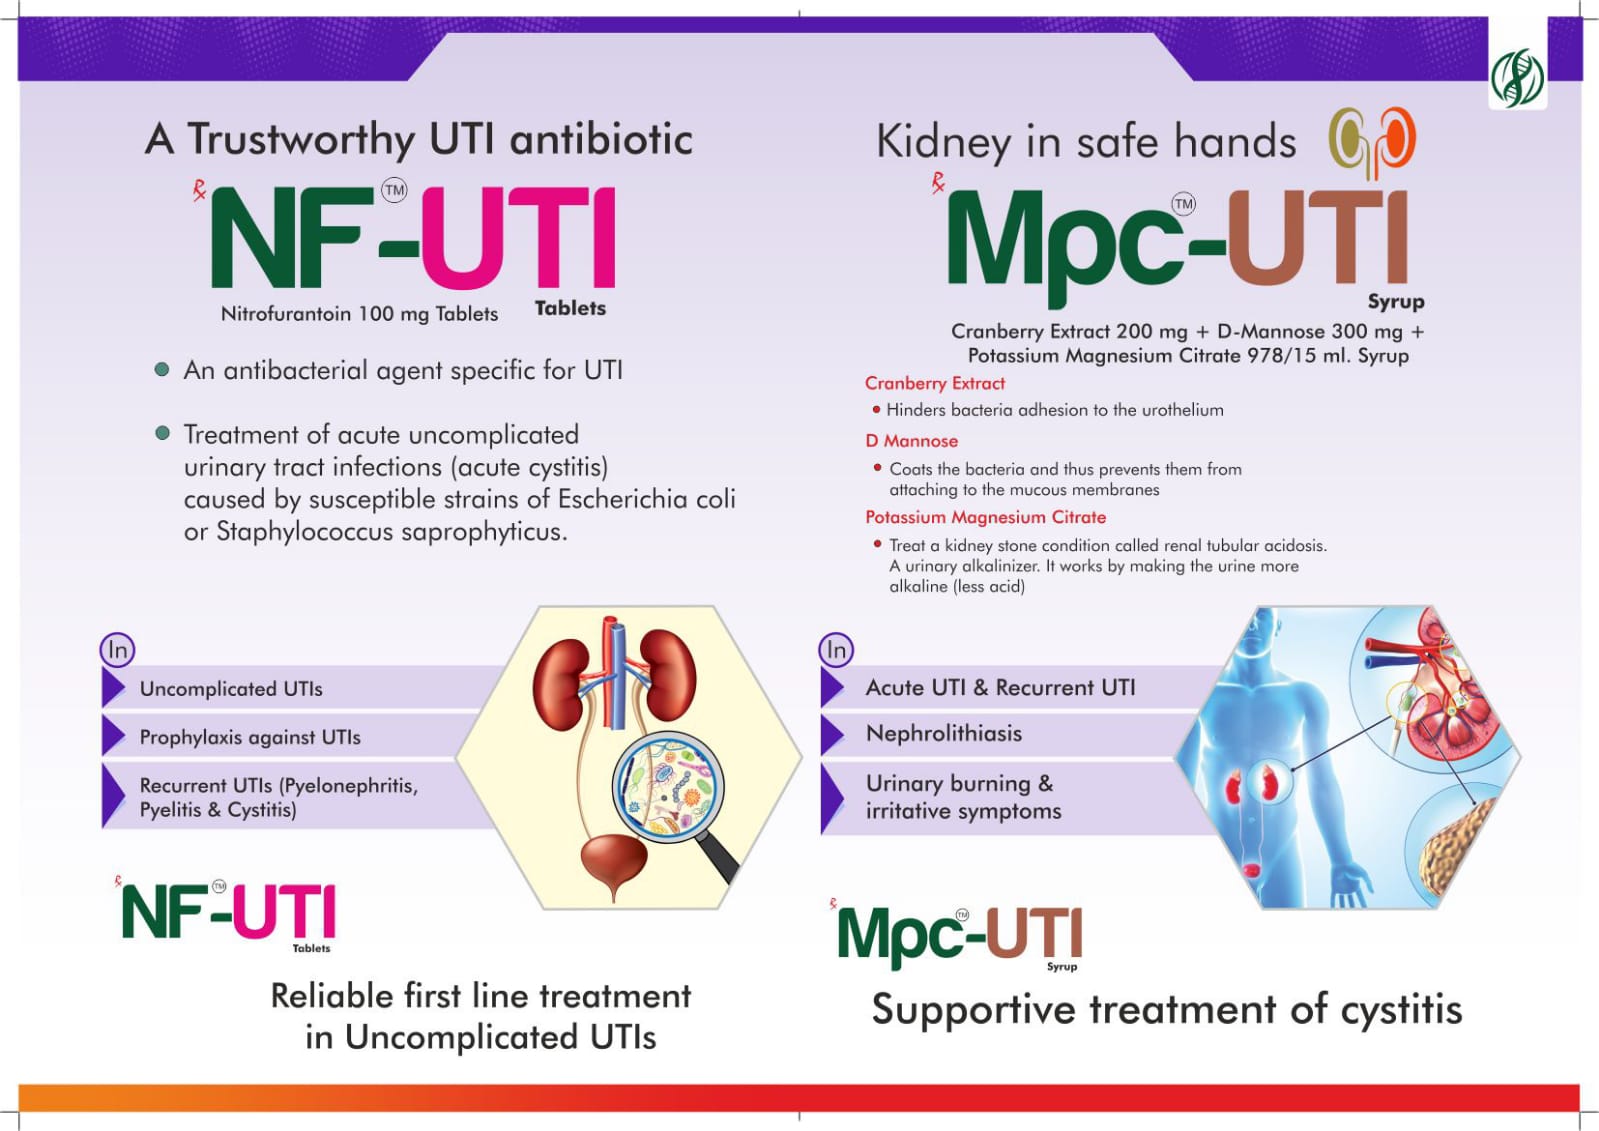 A Trustworthy UTI antibiotic
Rx NF-UTI TM
Nitrofurantoin 100 mg Tablets Tablets
An antibacterial agent specific for UTI
Treatment of acute uncomplicated
urinary tract infections (acute cystitis)
caused by susceptible strains of Escherichia coli
or Staphylococcus saprophyticus.
In
Uncomplicated UTIs
Prophylaxis against UTIs
Recurrent UTIs (Pyelonephritis,
Pyelitis & Cystitis)
Rx NF-UTI TM
Tablets
Reliable first line treatment
in Uncomplicated UTIs
Kidney in safe hands
Rx Mpc-UTI TM
Syrup
Cranberry Extract 200 mg + D-Mannose 300 mg +
Potassium Magnesium Citrate 978/15 ml. Syrup
Cranberry Extract
Hinders bacteria adhesion to the urothelium
D Mannose
Coats the bacteria and thus prevents them from
attaching to the mucous membranes
Potassium Magnesium Citrate
Treat a kidney stone condition called renal tubular acidosis.
A urinary alkalinizer. It works by making the urine more
alkaline (less acid)
In
Acute UTI & Recurrent UTI
Nephrolithiasis
Urinary burning &
irritative symptoms
Rx Mpc-UTI TM
Syrup
Supportive treatment of cystitis